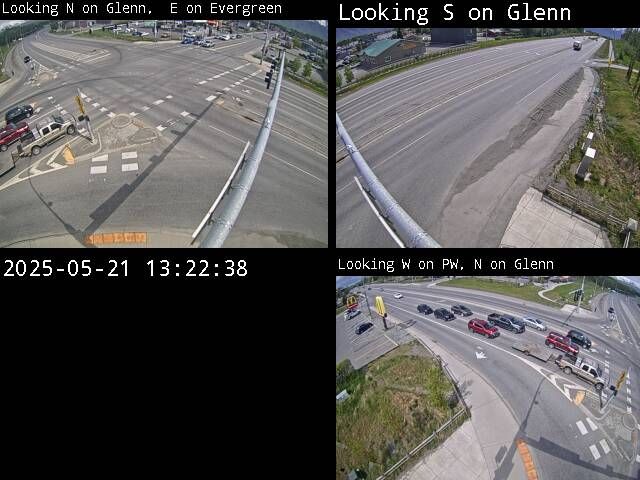 Looking N on Glenn,  E on Evergreen
Looking S on Glenn
2025-05-21 13:22:38
Looking W on PW, N on Glenn